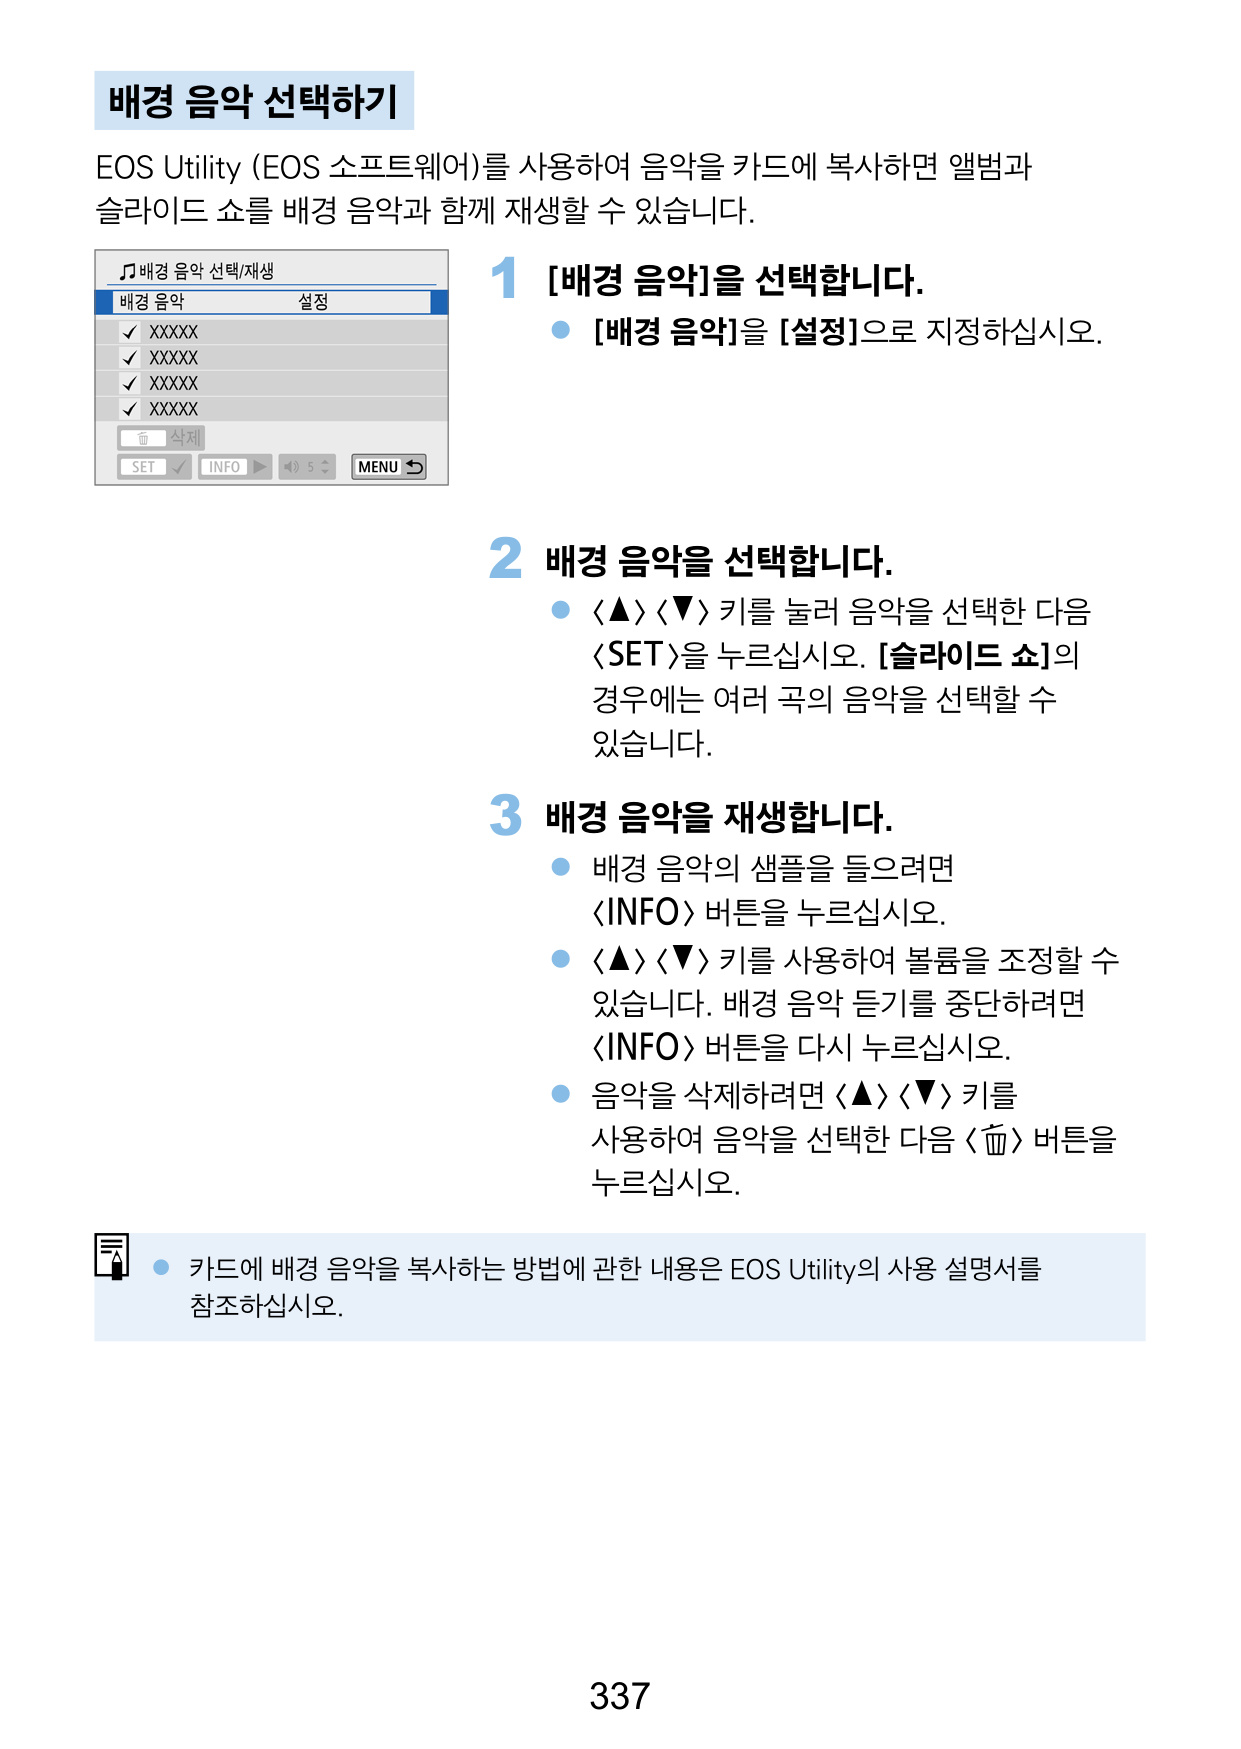 배경 음악 선택하기
EOS Utility (EOS 소프트웨어)를 사용하여 음악을 카드에 복사하면 앨범과
슬라이드 쇼를 배경 음악과 함께 재생할 수 있습니다.
배경 음악 선택/재생
배경 음악 설정
✓ XXXXX
✓ XXXXX
✓ XXXXX
✓ XXXXX
삭제
SET ✓ INFO ▶ 5 MENU
1 [배경 음악]을 선택합니다.
● [배경 음악]을 [설정]으로 지정하십시오.
2 배경 음악을 선택합니다.
● 〈▲〉〈▼〉 키를 눌러 음악을 선택한 다음
〈SET〉을 누르십시오. [슬라이드 쇼]의
경우에는 여러 곡의 음악을 선택할 수
있습니다.
3 배경 음악을 재생합니다.
● 배경 음악의 샘플을 들으려면
〈INFO〉 버튼을 누르십시오.
● 〈▲〉〈▼〉 키를 사용하여 볼륨을 조정할 수
있습니다. 배경 음악 듣기를 중단하려면
〈INFO〉 버튼을 다시 누르십시오.
● 음악을 삭제하려면 〈▲〉〈▼〉 키를
사용하여 음악을 선택한 다음 〈🗑〉 버튼을
누르십시오.
● 카드에 배경 음악을 복사하는 방법에 관한 내용은 EOS Utility의 사용 설명서를
참조하십시오.
337